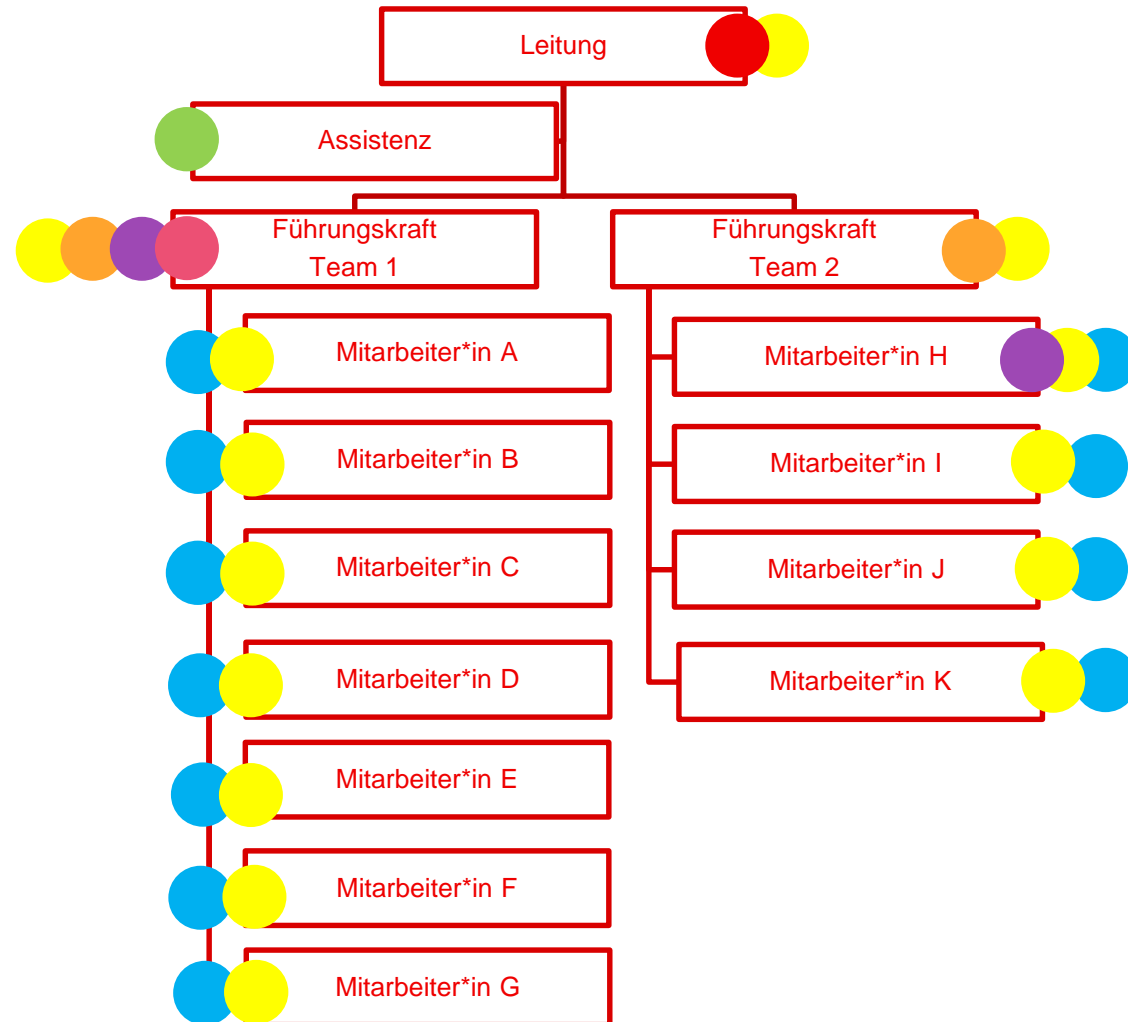 Leitung
Assistenz
Führungskraft
Team 1
Mitarbeiter*in A
Mitarbeiter*in B
Mitarbeiter*in C
Mitarbeiter*in D
Mitarbeiter*in E
Mitarbeiter*in F
Mitarbeiter*in G
Führungskraft
Team 2
Mitarbeiter*in H
Mitarbeiter*in I
Mitarbeiter*in J
Mitarbeiter*in K